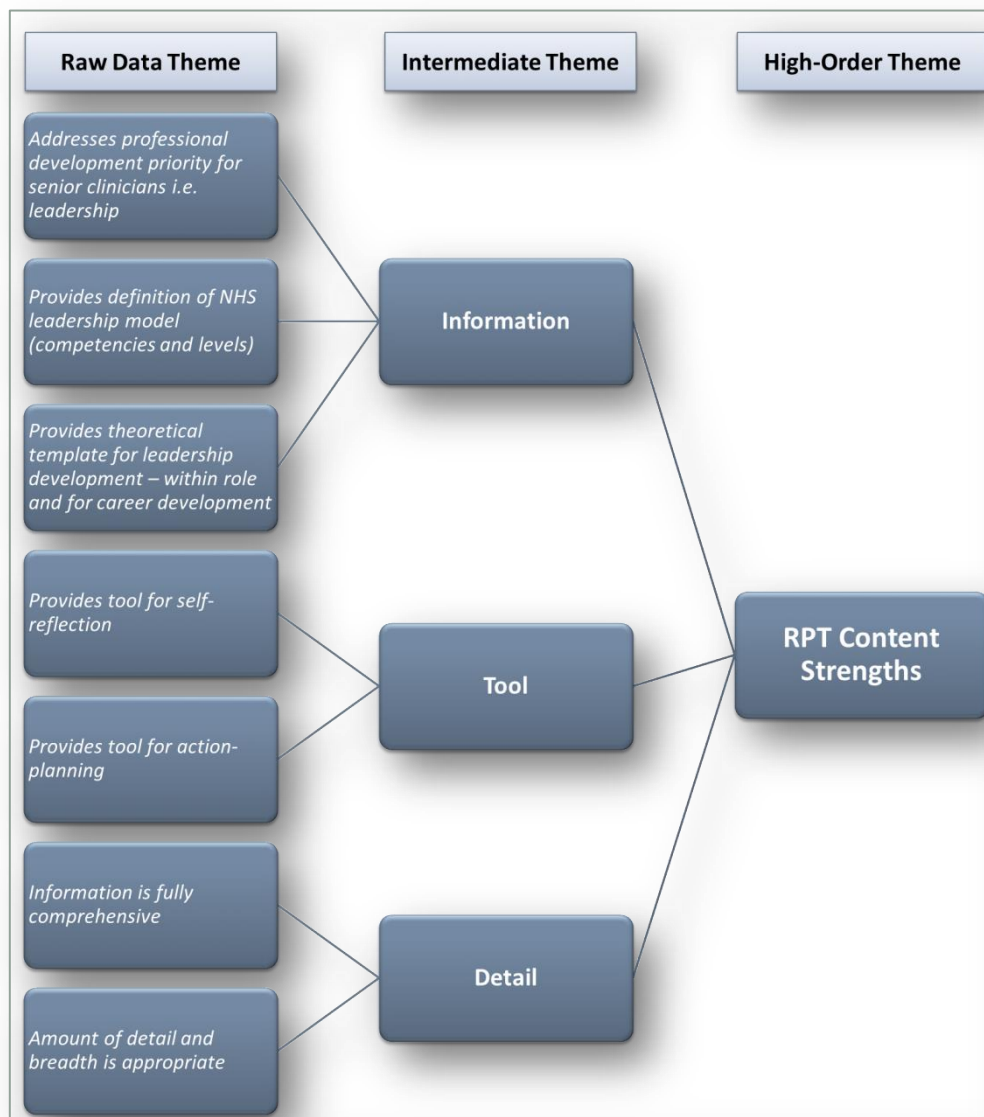 Raw Data Theme
Intermediate Theme
High-Order Theme
Addresses professional
development priority for
senior clinicians i.e.
leadership
Provides definition of NHS
leadership model
(competencies and levels)
Provides theoretical
template for leadership
development – within role
and for career development
Provides tool for self-
reflection
Provides tool for action-
planning
Information is fully
comprehensive
Amount of detail and
breadth is appropriate
Information
Tool
Detail
RPT Content
Strengths